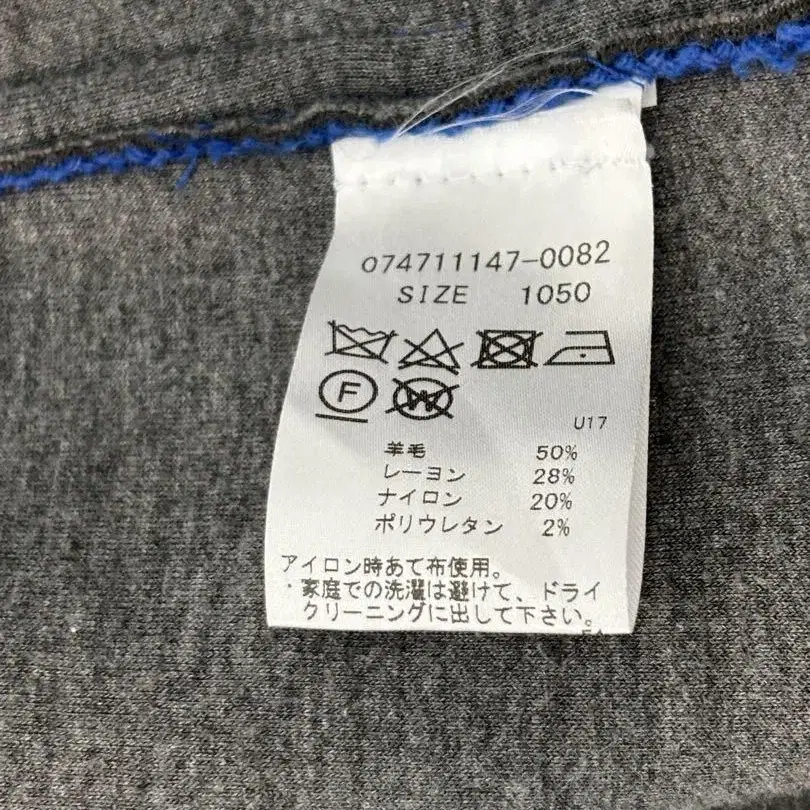 074711147-0082
SIZE 1050
F
W
U17
羊毛 50%
レーヨン 28%
ナイロン 20%
ポリウレタン 2%
アイロン時あて布使用。
・家庭での洗濯は避けて、ドライ
クリーニングに出して下さい。